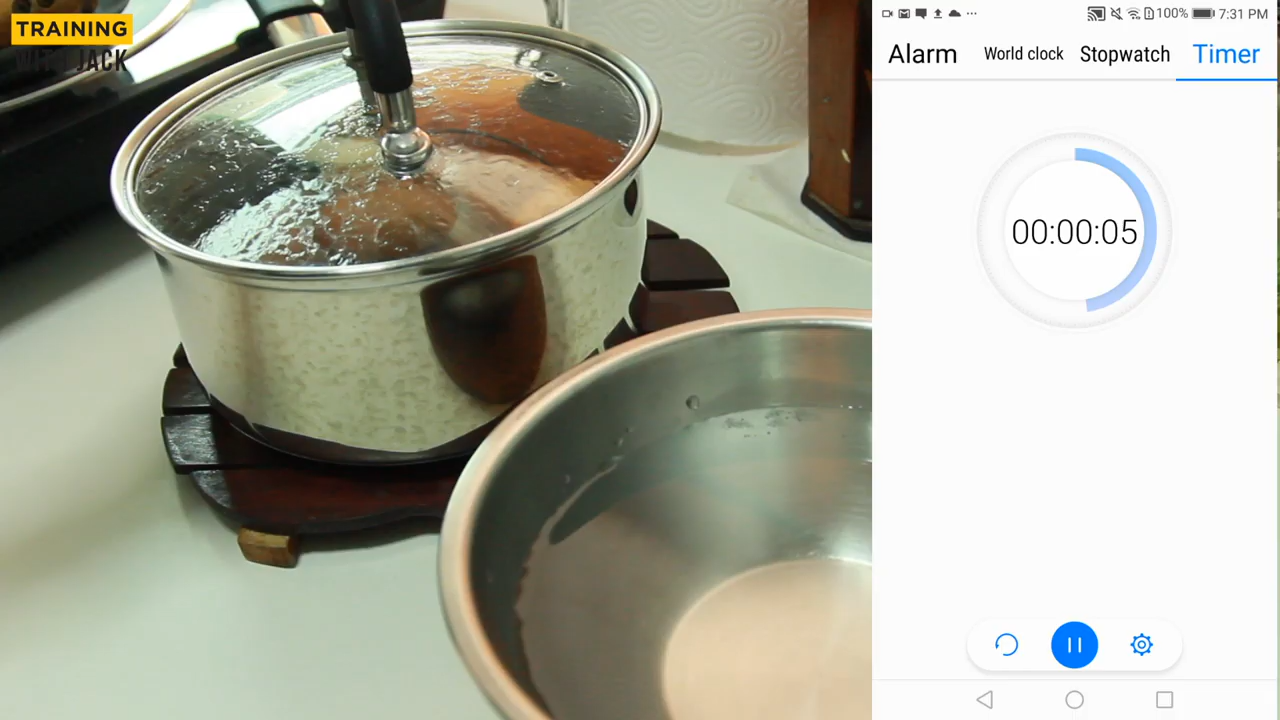 TRAINING
WITH JACK
100% 7:31 PM
Alarm World clock Stopwatch Timer
00:00:05